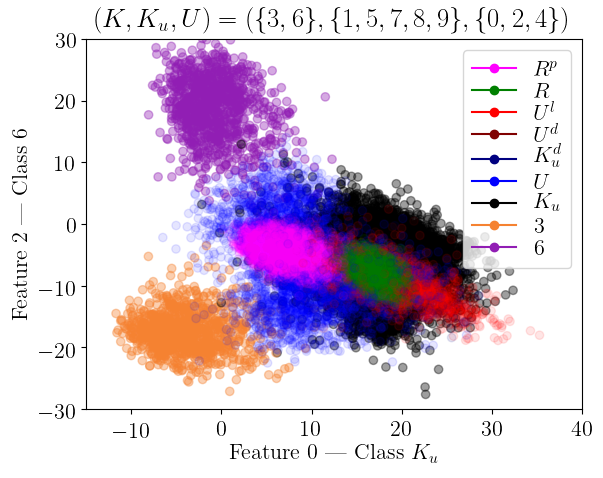 (K, K_u, U) = ({3, 6}, {1, 5, 7, 8, 9}, {0, 2, 4})
30
20
10
0
−10
−20
−30
Feature 2 — Class 6
R^p
R
U^l
U^d
K_u^d
U
K_u
3
6
−10
0
10
20
30
40
Feature 0 — Class K_u